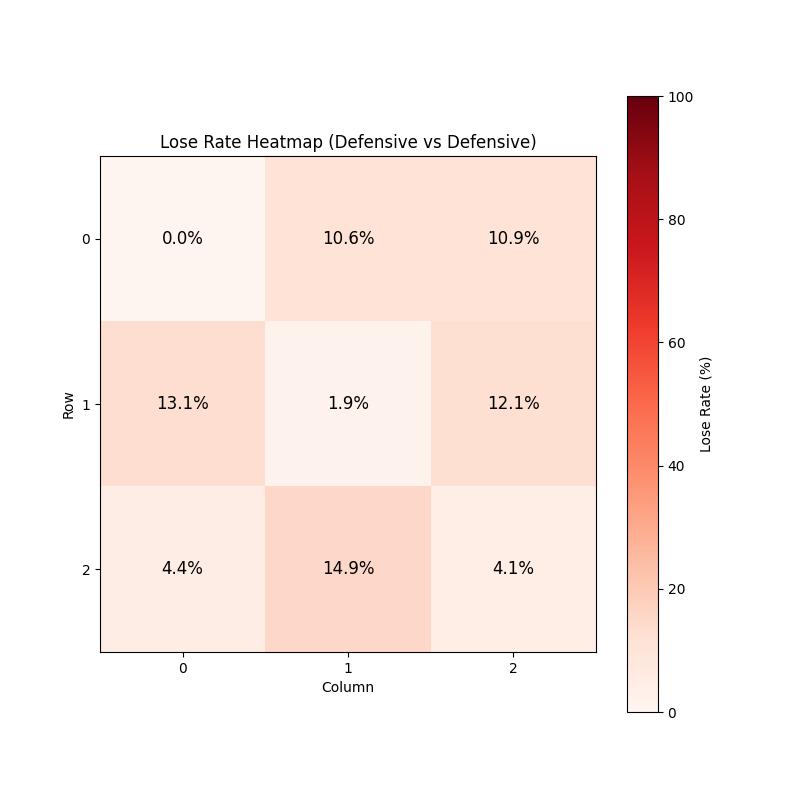 Lose Rate Heatmap (Defensive vs Defensive)
0.0% 10.6% 10.9%
13.1% 1.9% 12.1%
4.4% 14.9% 4.1%
0
1
2
Row
0 1 2
Column
100
80
60
40
20
0
Lose Rate (%)